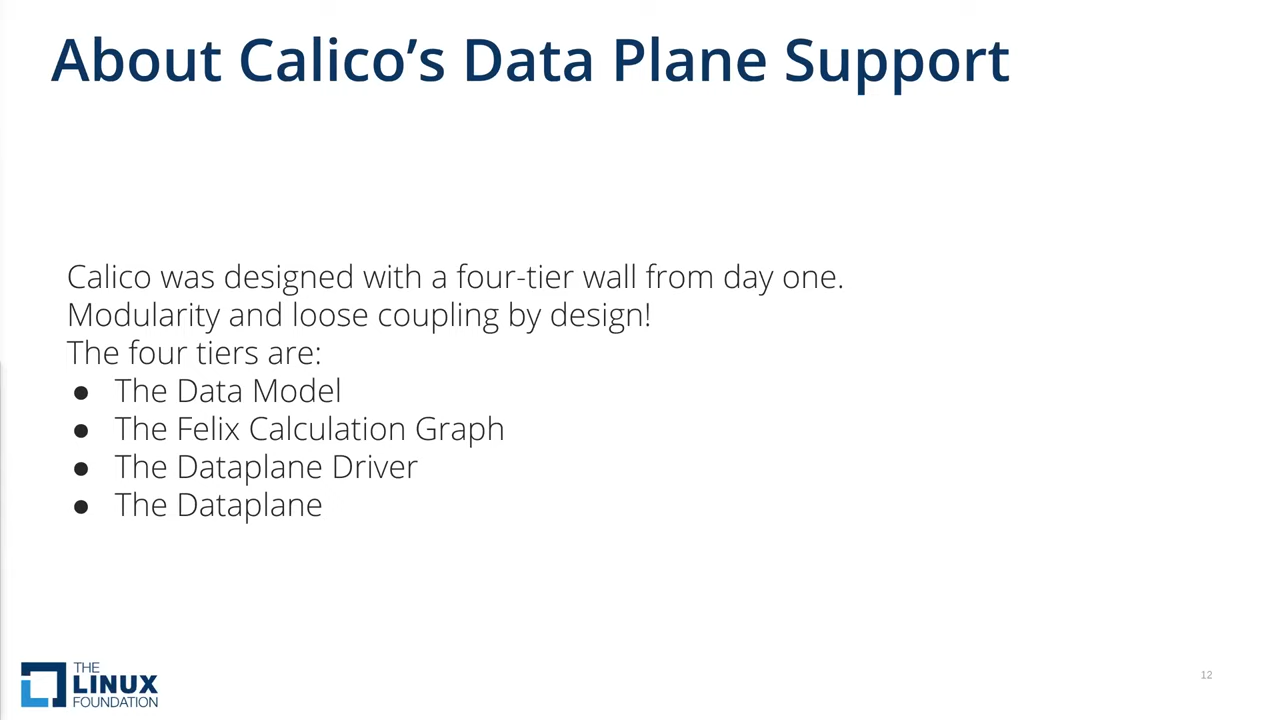 About Calico’s Data Plane Support
Calico was designed with a four-tier wall from day one.
Modularity and loose coupling by design!
The four tiers are:
● The Data Model
● The Felix Calculation Graph
● The Dataplane Driver
● The Dataplane
THE
LINUX
FOUNDATION
12